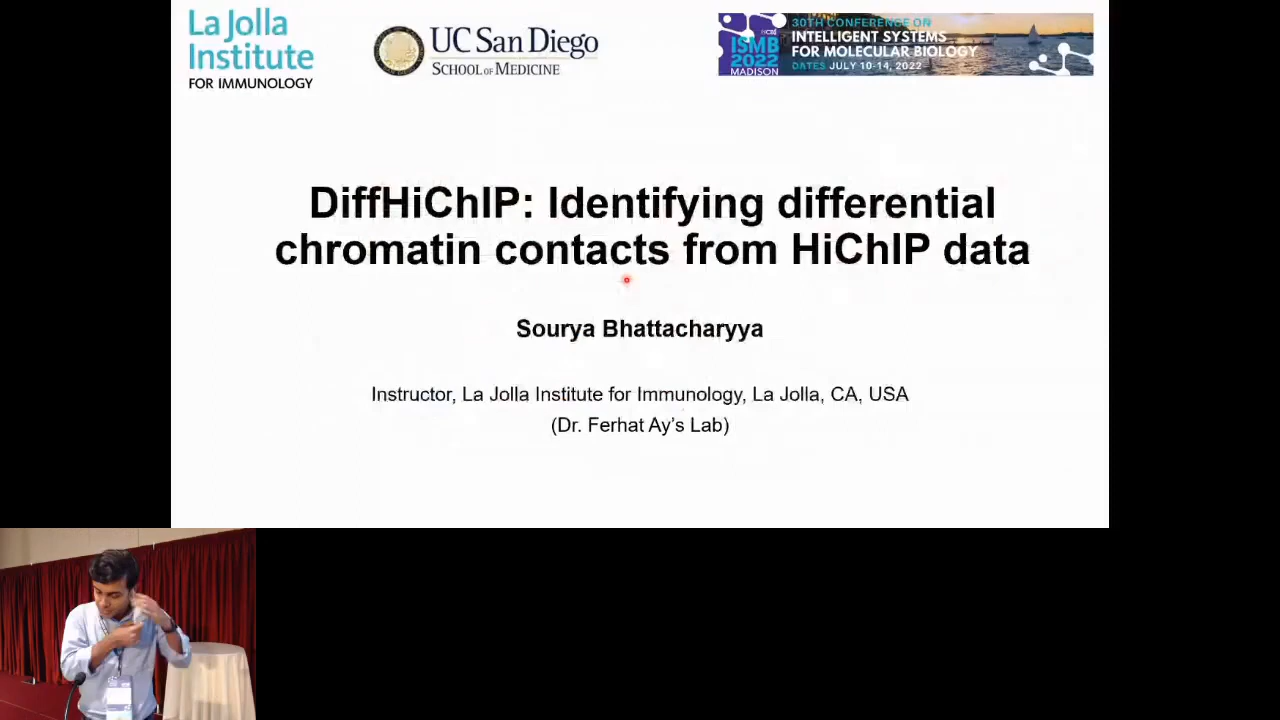 La Jolla
Institute
FOR IMMUNOLOGY
UC San Diego
SCHOOL OF MEDICINE
ISMB
2022
MADISON
30TH CONFERENCE ON
INTELLIGENT SYSTEMS
FOR MOLECULAR BIOLOGY
DATES JULY 10-14, 2022
DiffHiChIP: Identifying differential
chromatin contacts from HiChIP data
Sourya Bhattacharyya
Instructor, La Jolla Institute for Immunology, La Jolla, CA, USA
(Dr. Ferhat Ay's Lab)